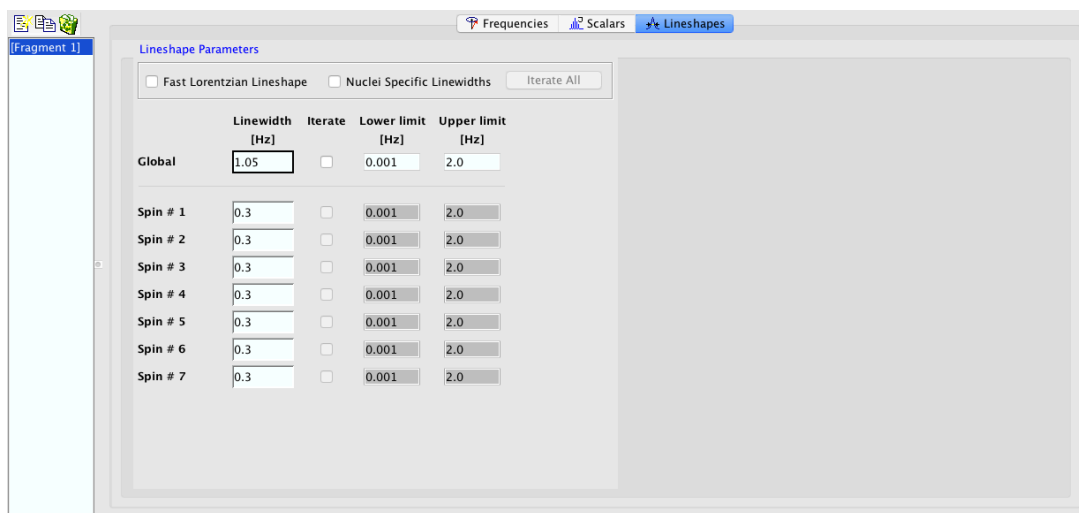 Frequencies Scalars Lineshapes
[Fragment 1]
Lineshape Parameters
Fast Lorentzian Lineshape Nuclei Specific Linewidths Iterate All
Linewidth Iterate Lower limit Upper limit
[Hz] [Hz] [Hz]
Global 1.05 0.001 2.0
Spin # 1 0.3 0.001 2.0
Spin # 2 0.3 0.001 2.0
Spin # 3 0.3 0.001 2.0
Spin # 4 0.3 0.001 2.0
Spin # 5 0.3 0.001 2.0
Spin # 6 0.3 0.001 2.0
Spin # 7 0.3 0.001 2.0